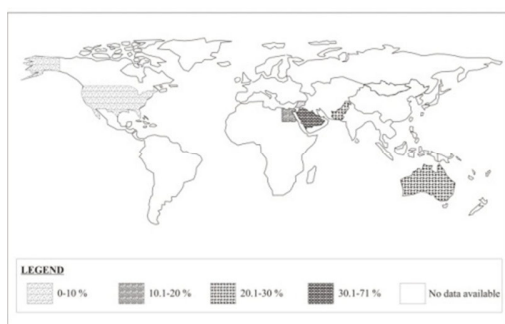 LEGEND
0-10 %
10.1-20 %
20.1-30 %
30.1-71 %
No data available